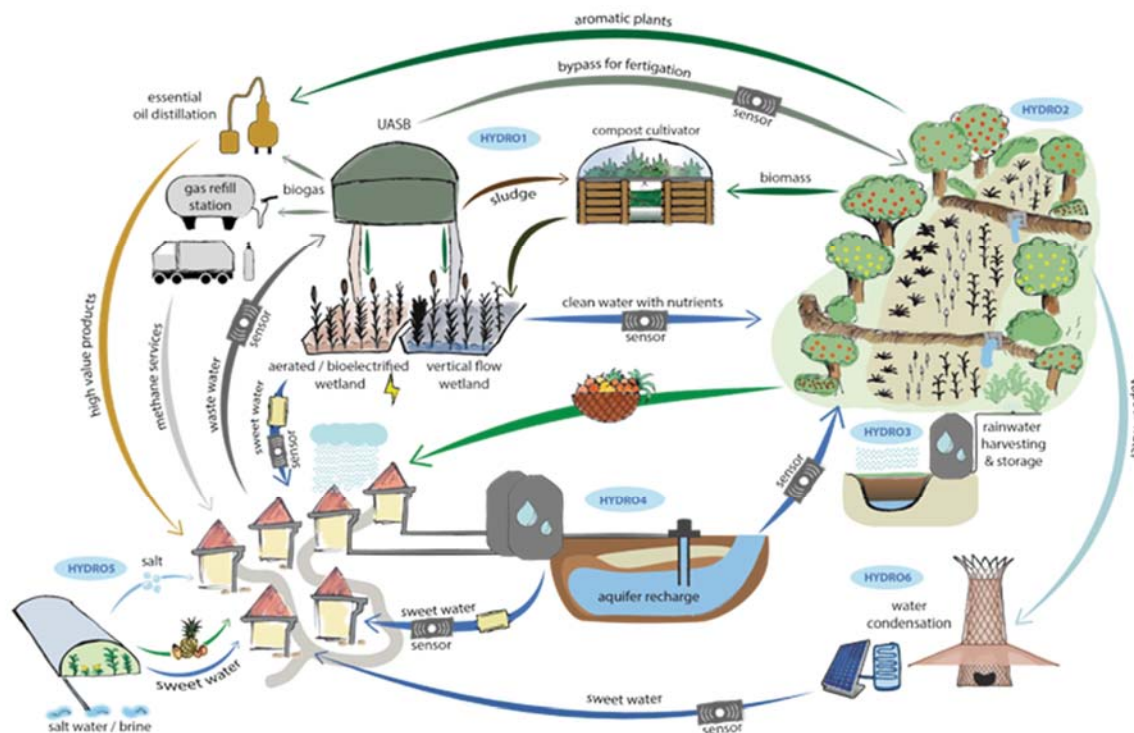 aromatic plants
bypass for fertigation
sensor
HYDRO2
essential
oil distillation
UASB
HYDRO1
compost cultivator
gas refill
station
biogas
sludge
biomass
high value products
methane services
waste water
sensor
clean water with nutrients
sensor
aerated / bioelectrified
wetland
vertical flow
wetland
sweet water
sensor
HYDRO3
rainwater
harvesting
& storage
sensor
HYDRO4
aquifer recharge
HYDRO5
salt
sweet water
sensor
HYDRO6
water
condensation
sweet water
salt water / brine
sweet water
sensor